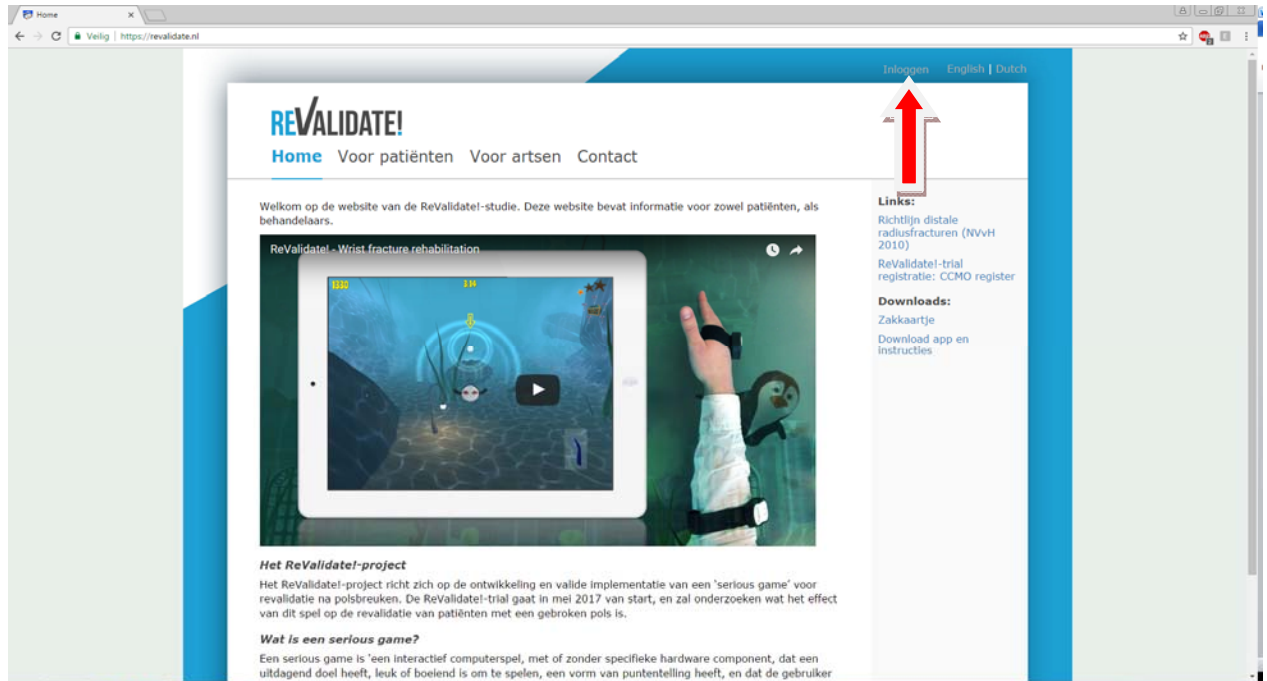 Home
Veilig | https://revalidate.nl
Inloggen English | Dutch
REVALIDATE!
Home Voor patiënten Voor artsen Contact
Welkom op de website van de ReValidate!-studie. Deze website bevat informatie voor zowel patiënten, als
behandelaars.
ReValidate! - Wrist fracture rehabilitation
1330 3.14
Het ReValidate!-project
Het ReValidate!-project richt zich op de ontwikkeling en valide implementatie van een 'serious game' voor
revalidatie na polsbreuken. De ReValidate!-trial gaat in mei 2017 van start, en zal onderzoeken wat het effect
van dit spel op de revalidatie van patiënten met een gebroken pols is.
Wat is een serious game?
Een serious game is 'een interactief computerspel, met of zonder specifieke hardware component, dat een
uitdagend doel heeft, leuk of boeiend is om te spelen, een vorm van puntentelling heeft, en dat de gebruiker
Links:
Richtlijn distale
radiusfracturen (NVvH
2010)
ReValidate!-trial
registratie: CCMO register
Downloads:
Zakkaartje
Download app en
instructies